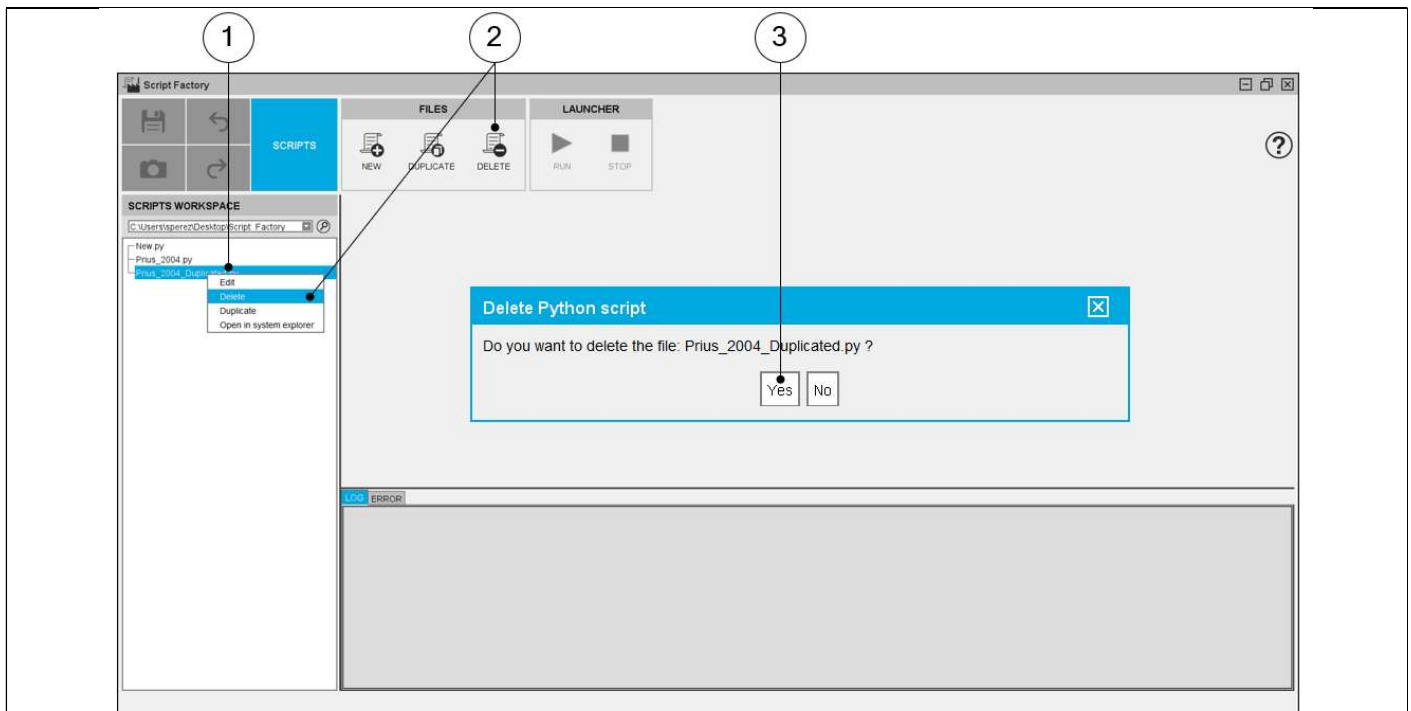 1 2 3
Script Factory
FILES LAUNCHER
SCRIPTS
NEW DUPLICATE DELETE RUN STOP
?
SCRIPTS WORKSPACE
C:\Users\sperez\Desktop\Script_Factory
New.py
Prius_2004.py
Prius_2004_Duplicated.py
Edit
Delete
Duplicate
Open in system explorer
Delete Python script
Do you want to delete the file: Prius_2004_Duplicated.py ?
Yes No
LOG ERROR